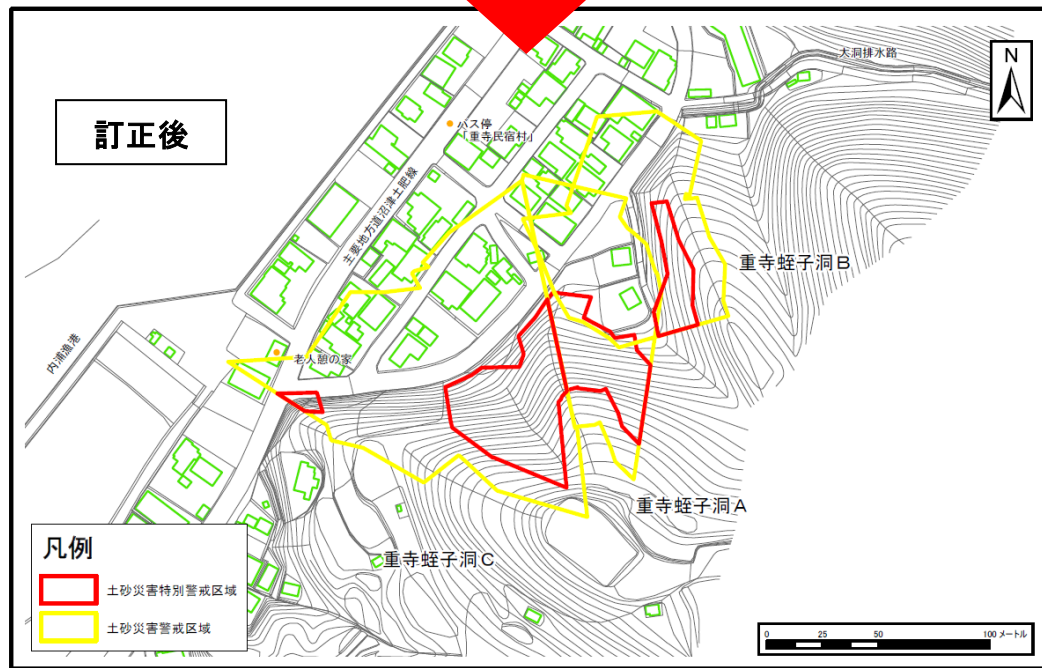 訂正後
N
犬洞排水路
バス停
「重寺民宿村」
主要地方道沼津土肥線
重寺蛭子洞B
内浦漁港
老人憩の家
重寺蛭子洞A
重寺蛭子洞C
凡例
土砂災害特別警戒区域
土砂災害警戒区域
0 25 50 100 メートル